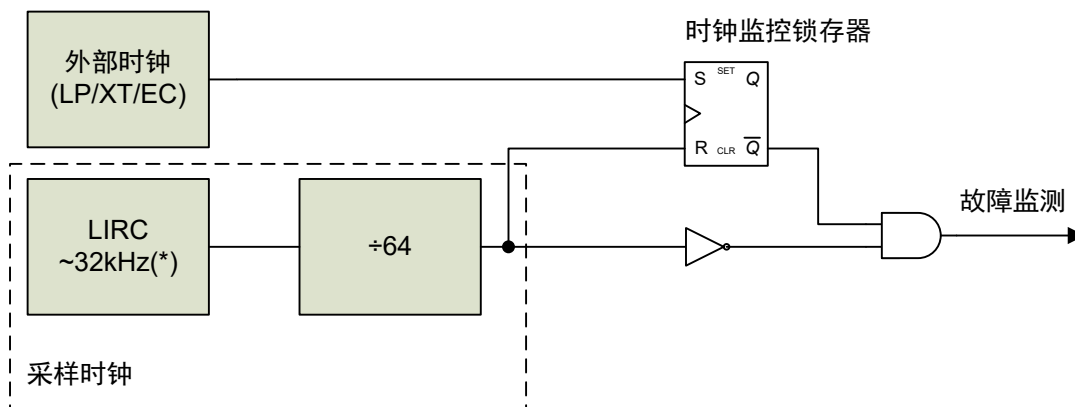 时钟监控锁存器
外部时钟
(LP/XT/EC)
S SET Q
R CLR Q
LIRC
~32kHz(*)
÷64
故障监测
采样时钟